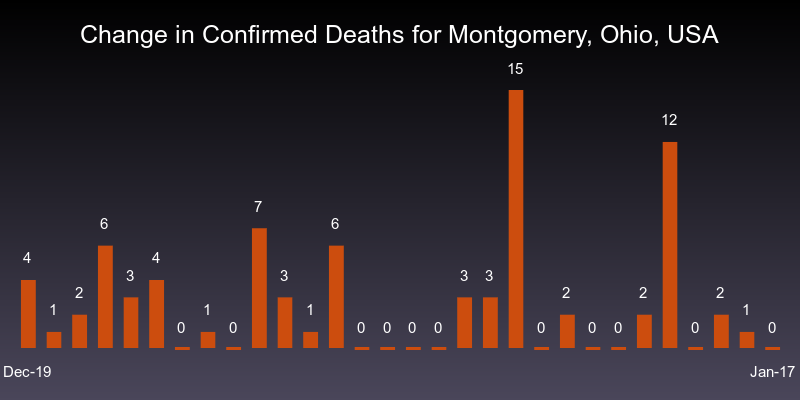 Change in Confirmed Deaths for Montgomery, Ohio, USA
4 1 2 6 3 4 0 1 0 7 3 1 6 0 0 0 0 3 3 15 0 2 0 0 2 12 0 2 1 0
Dec-19 Jan-17